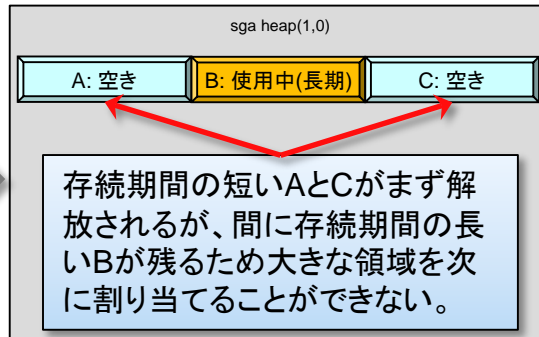 sga heap(1,0)
A: 空き
B: 使用中(長期)
C: 空き
存続期間の短いAとCがまず解
放されるが、間に存続期間の長
いBが残るため大きな領域を次
に割り当てることができない。